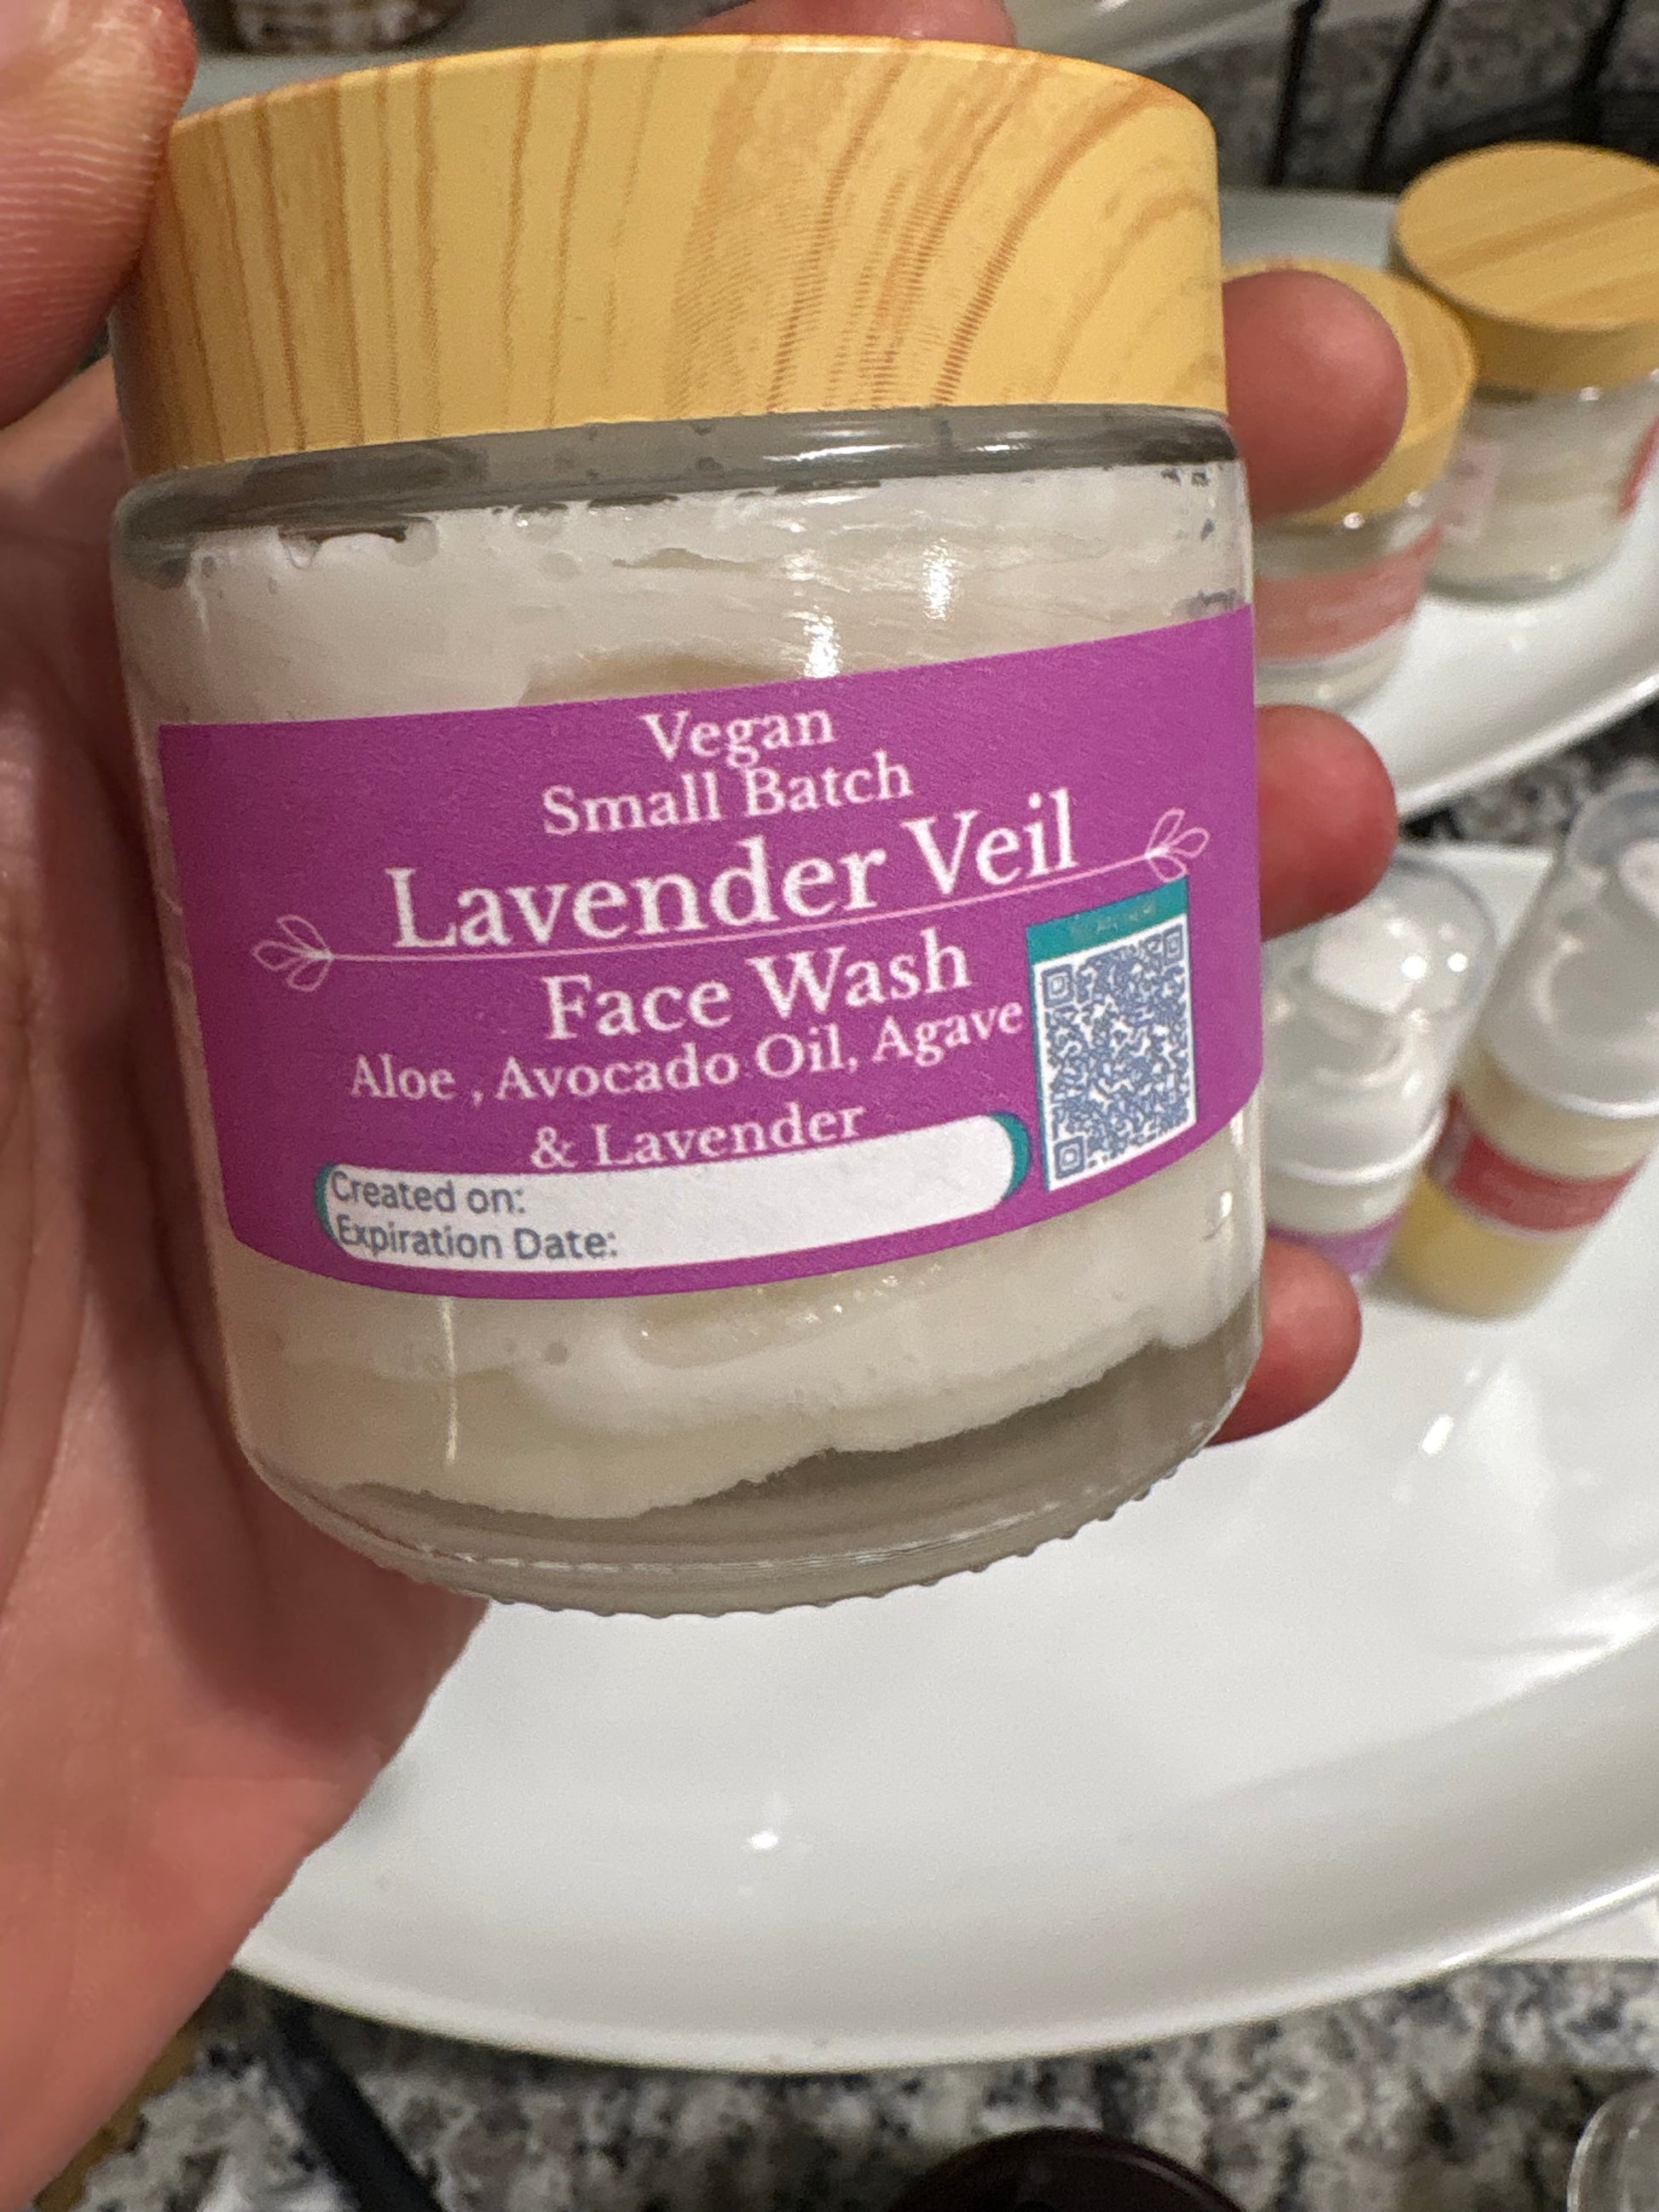 Vegan
Small Batch
Lavender Veil
Face Wash
Aloe , Avocado Oil, Agave
& Lavender
Created on:
Expiration Date: